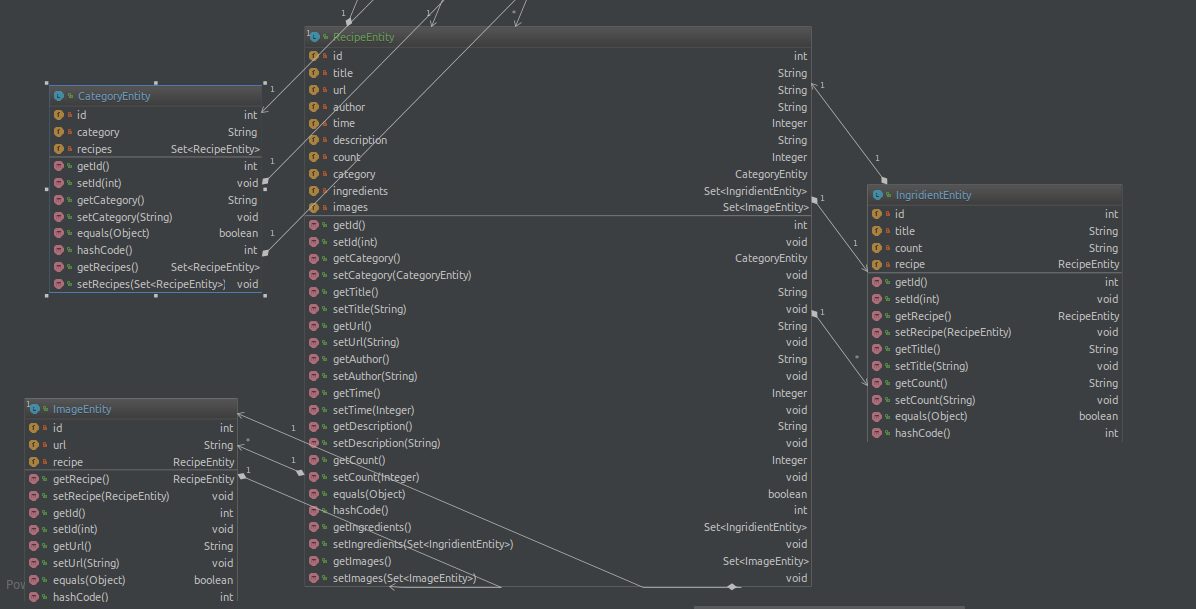 1
1
*
1 RecipeEntity
id int
title String
url String
author String
time Integer
description String
count Integer
category CategoryEntity
ingredients Set<IngridientEntity>
images Set<ImageEntity>
getId() int
setId(int) void
getCategory() CategoryEntity
setCategory(CategoryEntity) void
getTitle() String
setTitle(String) void
getUrl() String
setUrl(String) void
getAuthor() String
setAuthor(String) void
getTime() Integer
setTime(Integer) void
getDescription() String
setDescription(String) void
getCount() Integer
setCount(Integer) void
equals(Object) boolean
hashCode() int
getIngredients() Set<IngridientEntity>
setIngredients(Set<IngridientEntity>) void
getImages() Set<ImageEntity>
setImages(Set<ImageEntity>) void
CategoryEntity
id int
category String
recipes Set<RecipeEntity>
getId() int
setId(int) void
getCategory() String
setCategory(String) void
equals(Object) boolean
hashCode() int
getRecipes() Set<RecipeEntity>
setRecipes(Set<RecipeEntity>) void
1
1
1
1
1
1
1
1
*
IngridientEntity
id int
title String
count String
recipe RecipeEntity
getId() int
setId(int) void
getRecipe() RecipeEntity
setRecipe(RecipeEntity) void
getTitle() String
setTitle(String) void
getCount() String
setCount(String) void
equals(Object) boolean
hashCode() int
1 ImageEntity
id int
url String
recipe RecipeEntity
getRecipe() RecipeEntity
setRecipe(RecipeEntity) void
getId() int
setId(int) void
getUrl() String
setUrl(String) void
equals(Object) boolean
hashCode() int
1
*
1
1